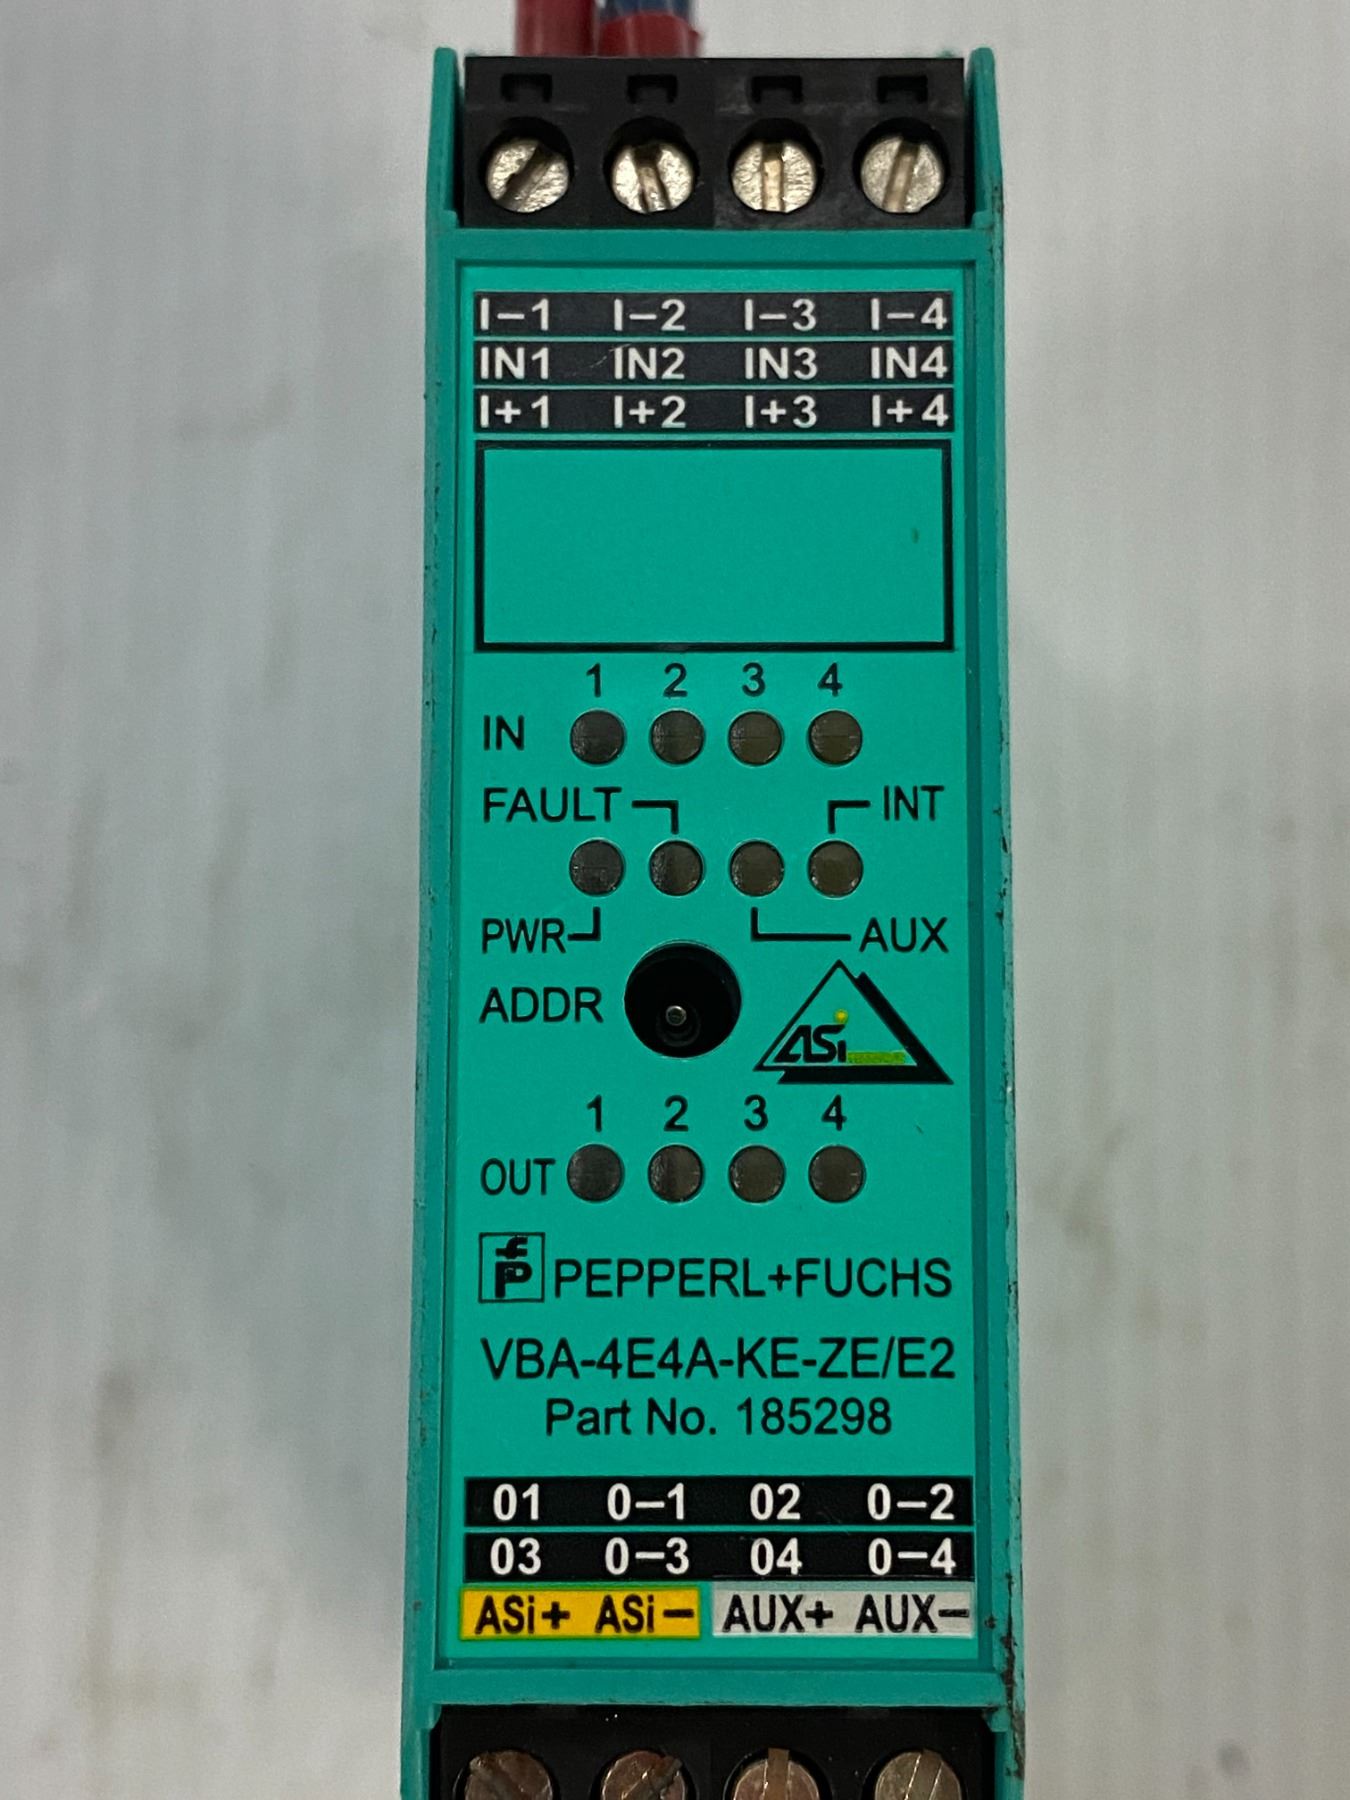 I–1 I–2 I–3 I–4
IN1 IN2 IN3 IN4
I+1 I+2 I+3 I+4
1 2 3 4
IN
FAULT INT
PWR AUX
ADDR
ASi
1 2 3 4
OUT
PEPPERL+FUCHS
VBA-4E4A-KE-ZE/E2
Part No. 185298
01 0–1 02 0–2
03 0–3 04 0–4
ASi+ ASi– AUX+ AUX–